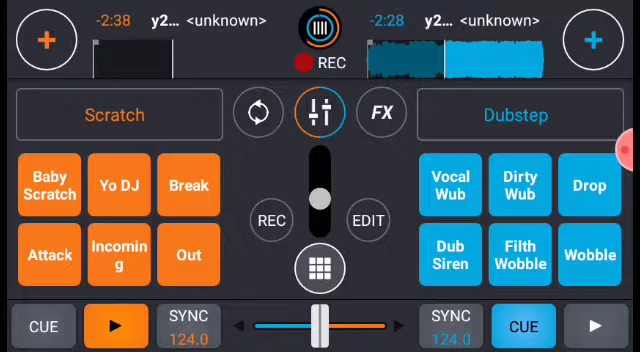 -2:38 y2... <unknown>
-2:28 y2... <unknown>
REC
Scratch
FX
Dubstep
Baby
Scratch
Yo DJ
Break
Vocal
Wub
Dirty
Wub
Drop
REC
EDIT
Attack
Incomin
g
Out
Dub
Siren
Filth
Wobble
Wobble
CUE
SYNC
124.0
SYNC
124.0
CUE